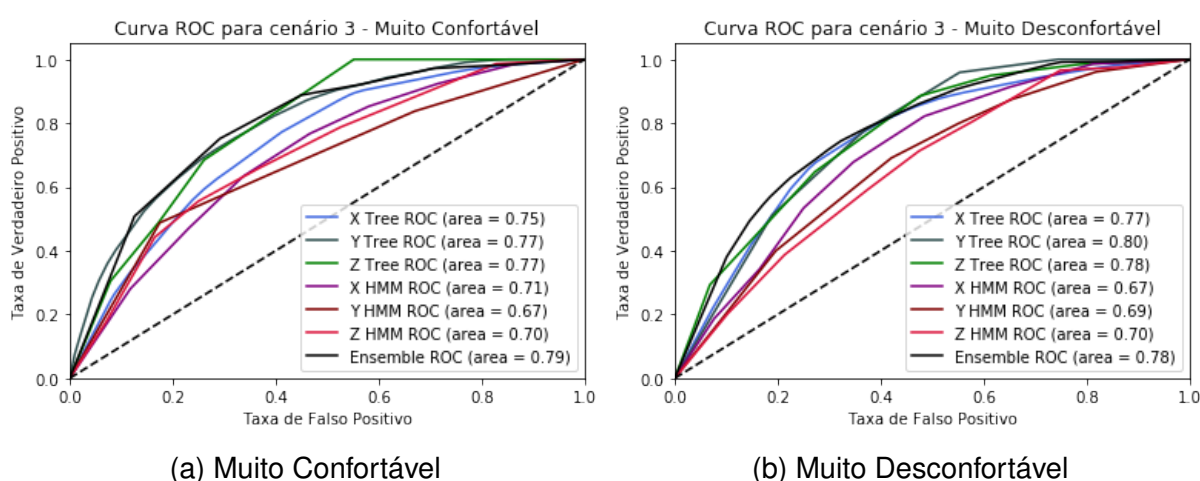 Curva ROC para cenário 3 - Muito Confortável
1.0
0.8
0.6
0.4
0.2
0.0
Taxa de Verdadeiro Positivo
X Tree ROC (area = 0.75)
Y Tree ROC (area = 0.77)
Z Tree ROC (area = 0.77)
X HMM ROC (area = 0.71)
Y HMM ROC (area = 0.67)
Z HMM ROC (area = 0.70)
Ensemble ROC (area = 0.79)
0.0 0.2 0.4 0.6 0.8 1.0
Taxa de Falso Positivo
(a) Muito Confortável
Curva ROC para cenário 3 - Muito Desconfortável
1.0
0.8
0.6
0.4
0.2
0.0
Taxa de Verdadeiro Positivo
X Tree ROC (area = 0.77)
Y Tree ROC (area = 0.80)
Z Tree ROC (area = 0.78)
X HMM ROC (area = 0.67)
Y HMM ROC (area = 0.69)
Z HMM ROC (area = 0.70)
Ensemble ROC (area = 0.78)
0.0 0.2 0.4 0.6 0.8 1.0
Taxa de Falso Positivo
(b) Muito Desconfortável